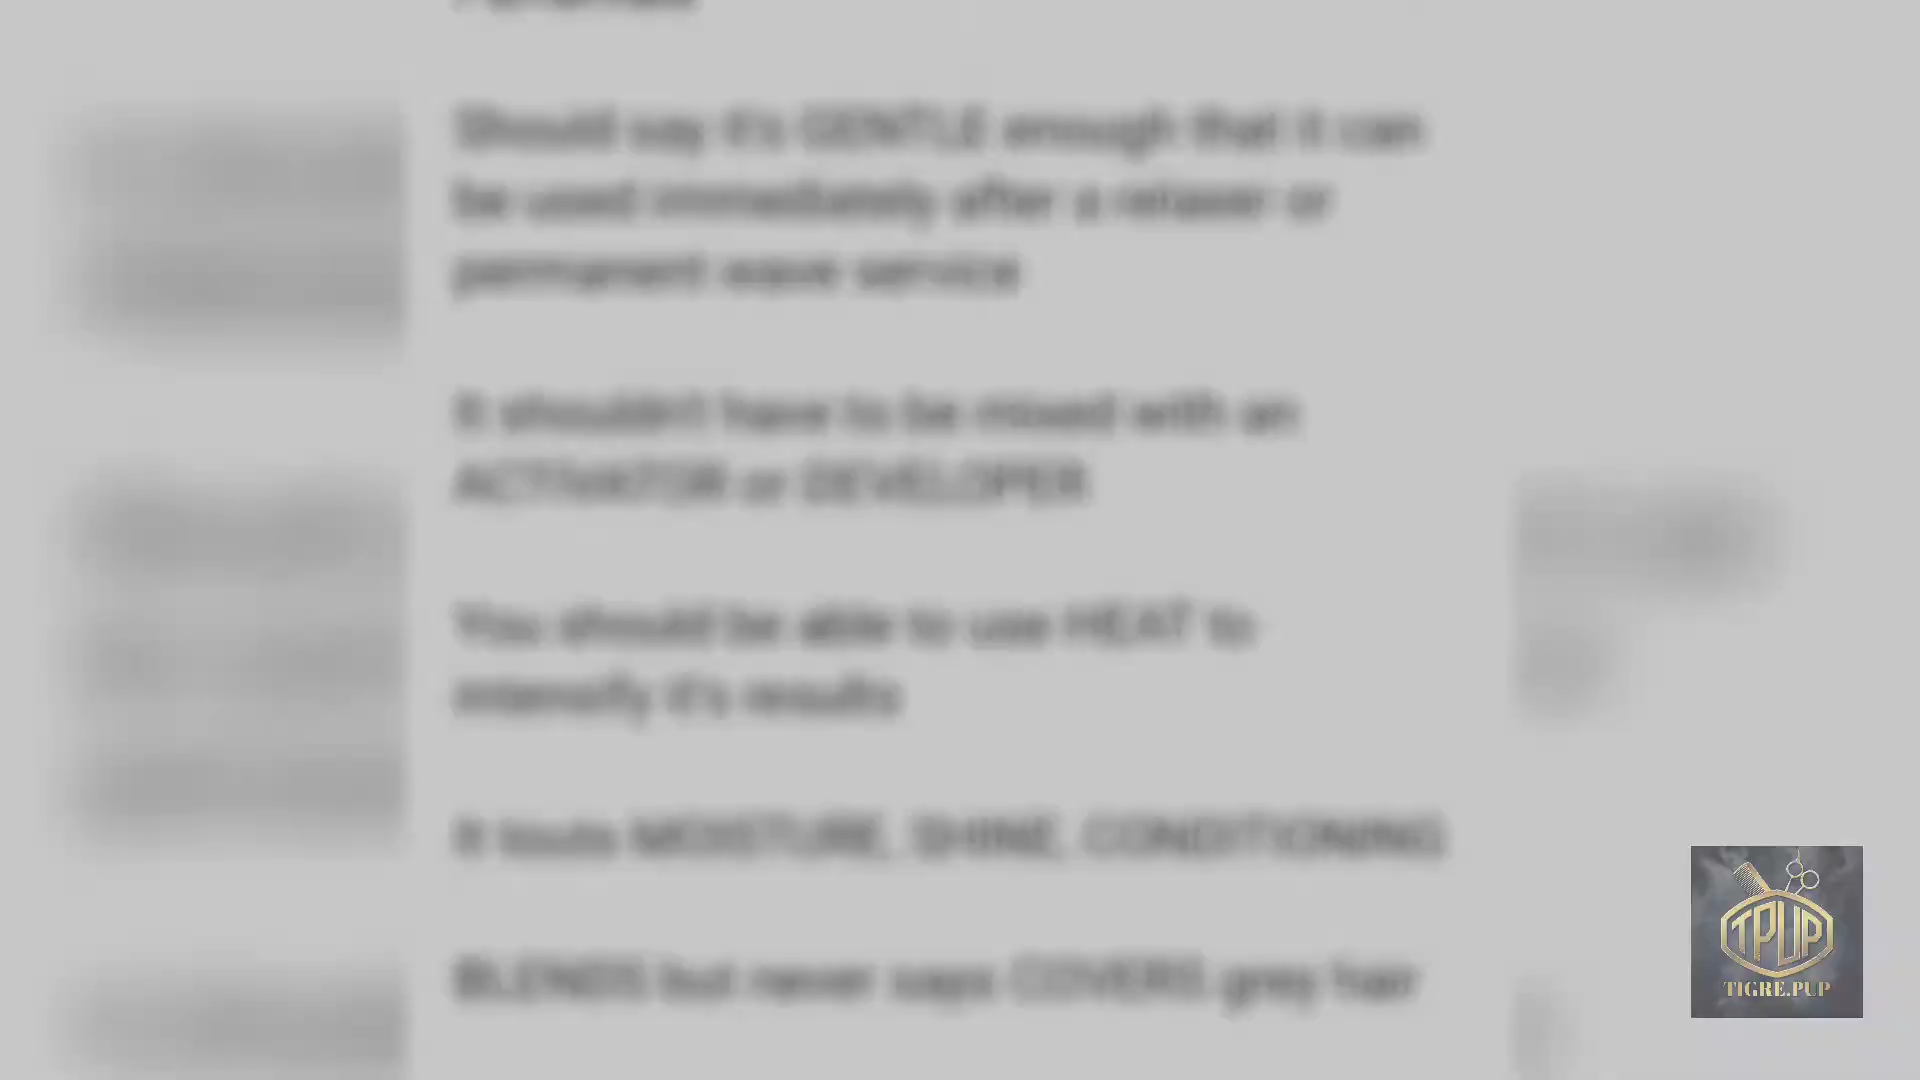 Should say it's GENTLE enough that it can
be used immediately after a relaxer or
permanent wave service
It shouldn't have to be mixed with an
ACTIVATOR or DEVELOPER
You should be able to use HEAT to
intensify it's results
It touts MOISTURE, SHINE, CONDITIONING
BLENDS but never says COVERS grey hair
TPUP
TIGRE.PUP